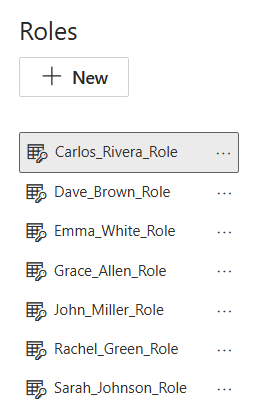 Roles
+ New
Carlos_Rivera_Role ...
Dave_Brown_Role ...
Emma_White_Role ...
Grace_Allen_Role ...
John_Miller_Role ...
Rachel_Green_Role ...
Sarah_Johnson_Role ...